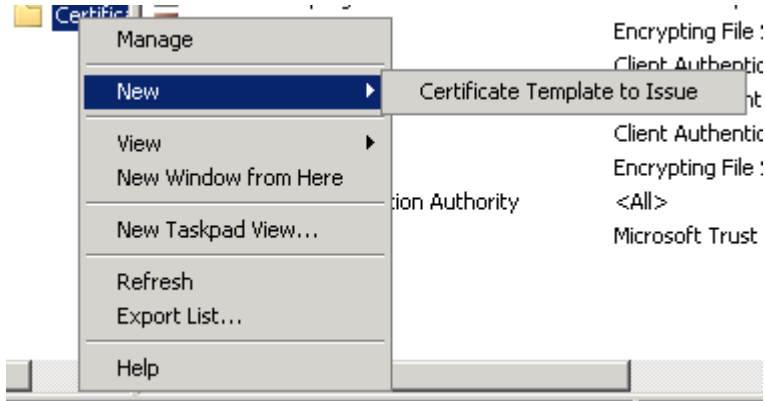 Certific
Manage
Encrypting File
Client Authentic
New
Certificate Template to Issue
View
Client Authentic
New Window from Here
Encrypting File
tion Authority
<All>
New Taskpad View...
Microsoft Trust
Refresh
Export List...
Help